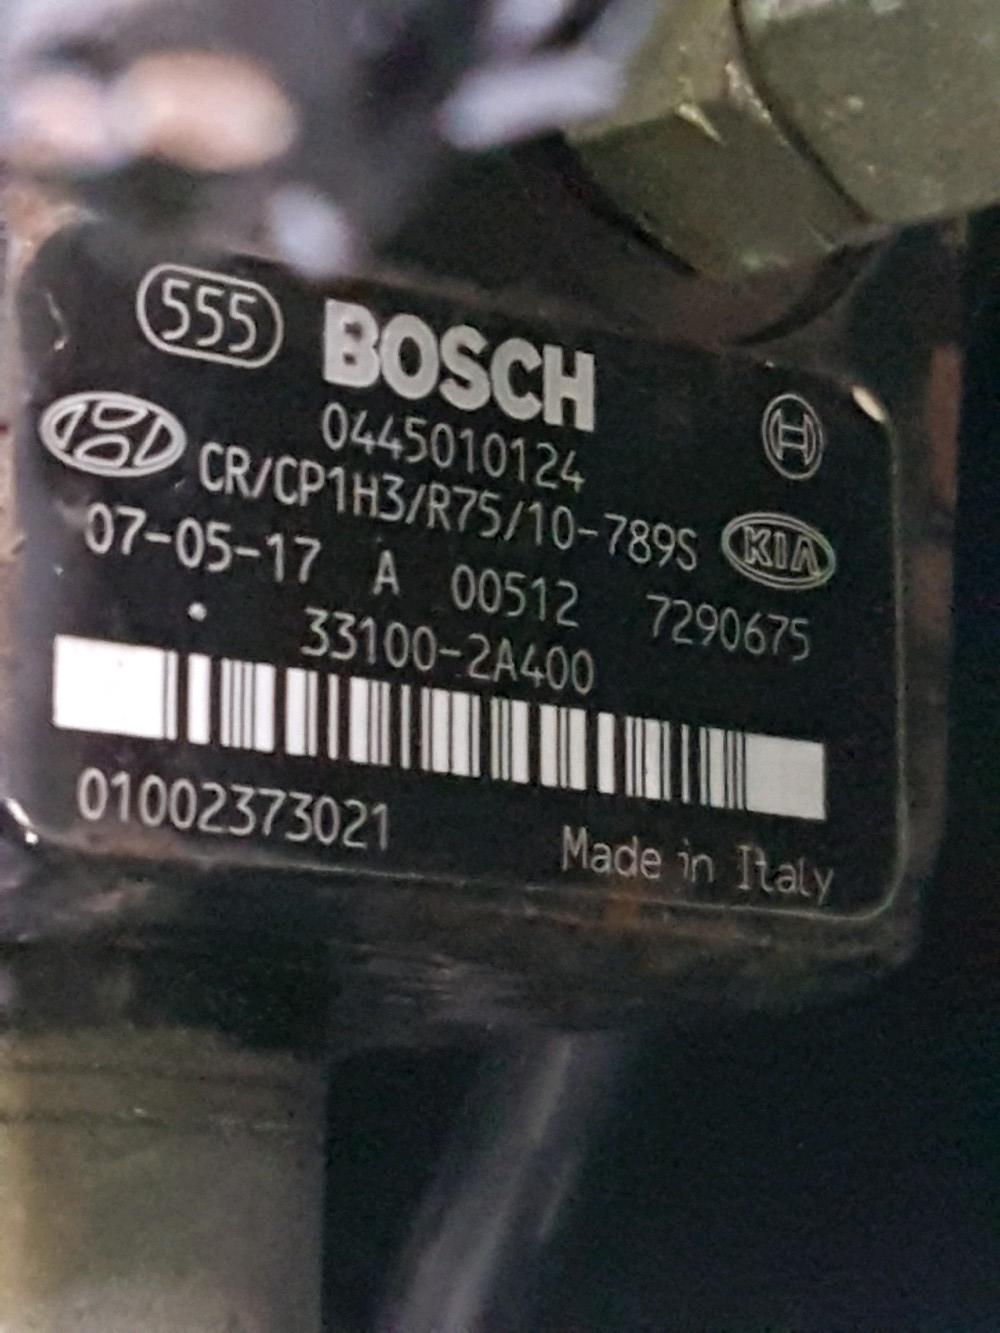 555
BOSCH
0445010124
CR/CP1H3/R75/10-789S
KIA
07-05-17 A 00512 7290675
33100-2A400
01002373021
Made in Italy